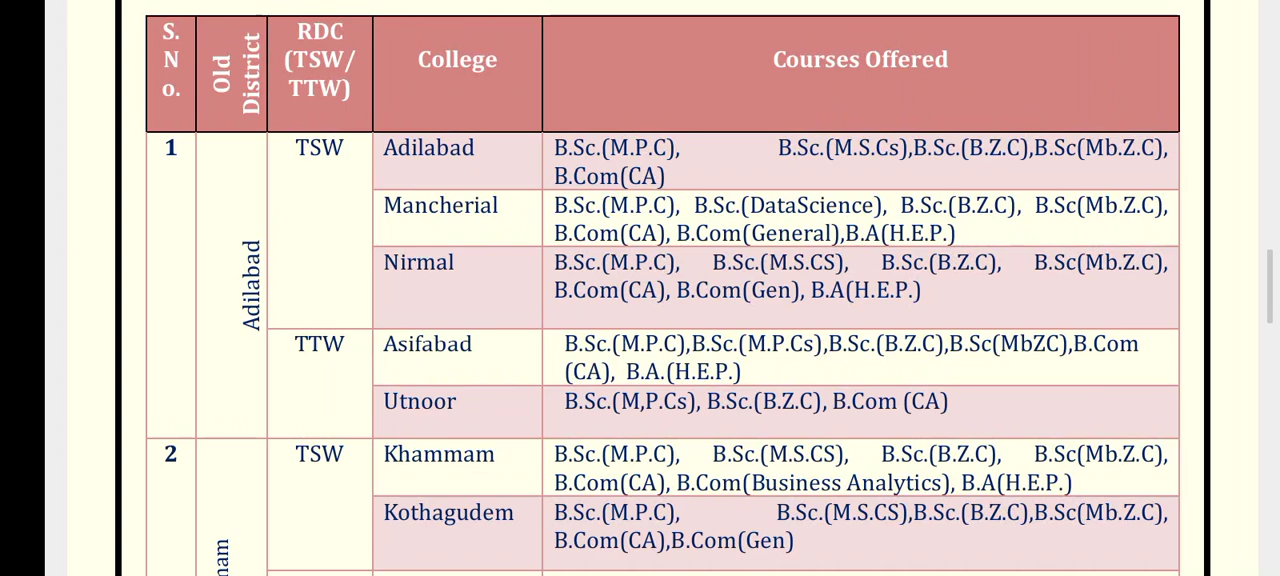 S. N o.
Old District
RDC (TSW/ TTW)
College
Courses Offered
1
Adilabad
TSW
Adilabad
B.Sc.(M.P.C), B.Sc.(M.S.Cs),B.Sc.(B.Z.C),B.Sc(Mb.Z.C),
B.Com(CA)
Mancherial
B.Sc.(M.P.C), B.Sc.(DataScience), B.Sc.(B.Z.C), B.Sc(Mb.Z.C),
B.Com(CA), B.Com(General),B.A(H.E.P.)
Nirmal
B.Sc.(M.P.C), B.Sc.(M.S.CS), B.Sc.(B.Z.C), B.Sc(Mb.Z.C),
B.Com(CA), B.Com(Gen), B.A(H.E.P.)
TTW
Asifabad
B.Sc.(M.P.C),B.Sc.(M.P.Cs),B.Sc.(B.Z.C),B.Sc(MbZC),B.Com
(CA), B.A.(H.E.P.)
Utnoor
B.Sc.(M,P.Cs), B.Sc.(B.Z.C), B.Com (CA)
2
TSW
Khammam
B.Sc.(M.P.C), B.Sc.(M.S.CS), B.Sc.(B.Z.C), B.Sc(Mb.Z.C),
B.Com(CA), B.Com(Business Analytics), B.A(H.E.P.)
Kothagudem
B.Sc.(M.P.C), B.Sc.(M.S.CS),B.Sc.(B.Z.C),B.Sc(Mb.Z.C),
B.Com(CA),B.Com(Gen)